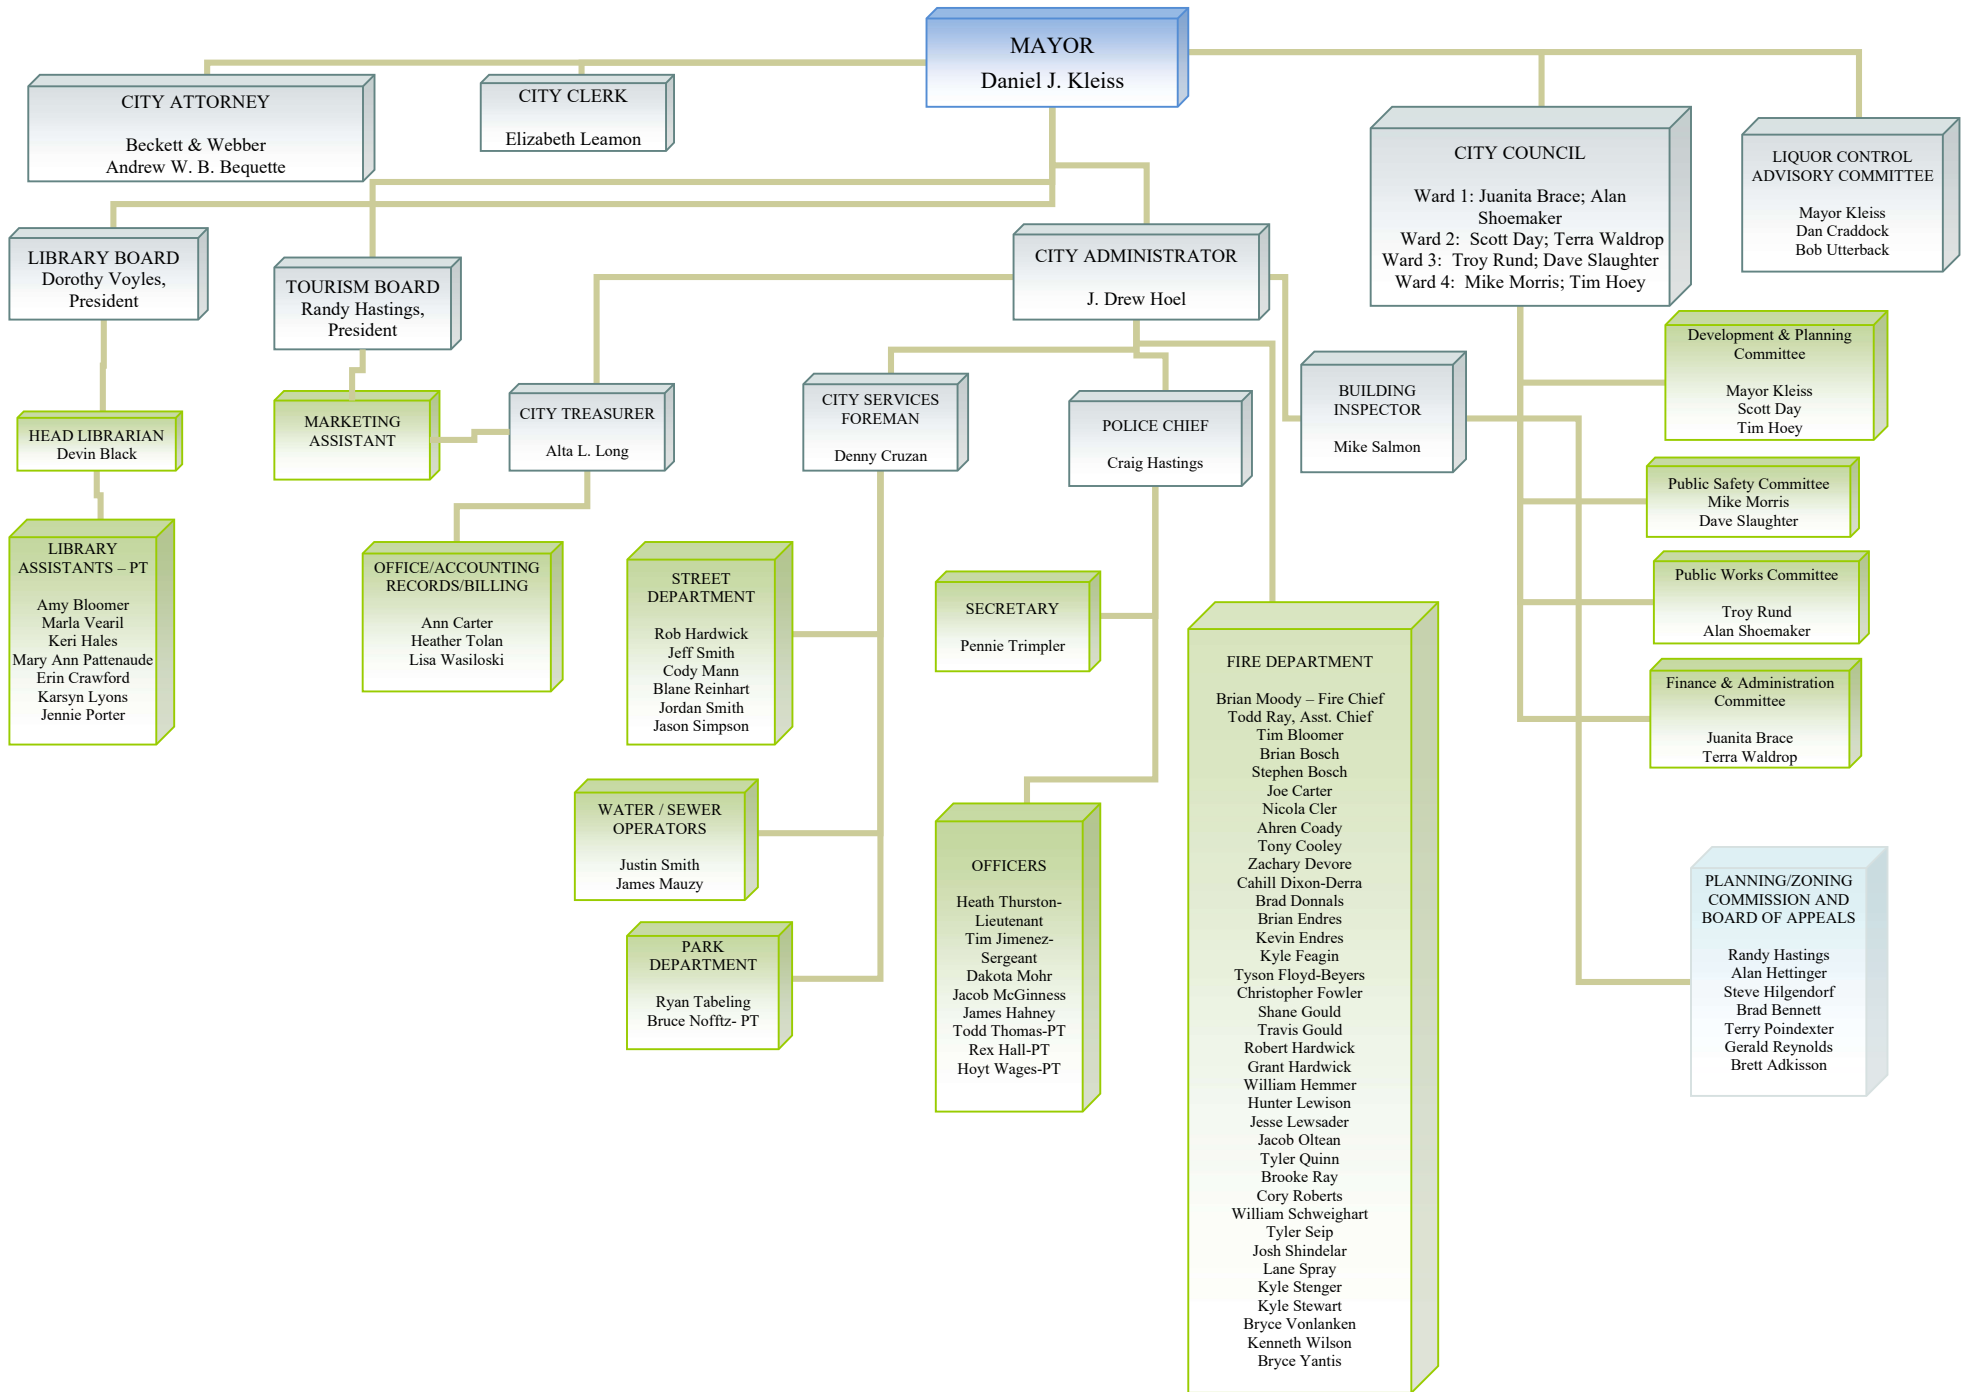 MAYOR
Daniel J. Kleiss
CITY ATTORNEY
Beckett & Webber
Andrew W. B. Bequette
CITY CLERK
Elizabeth Leamon
CITY COUNCIL
Ward 1: Juanita Brace; Alan
Shoemaker
Ward 2:  Scott Day; Terra Waldrop
Ward 3:  Troy Rund; Dave Slaughter
Ward 4:  Mike Morris; Tim Hoey
LIQUOR CONTROL
ADVISORY COMMITTEE
Mayor Kleiss
Dan Craddock
Bob Utterback
LIBRARY BOARD
Dorothy Voyles,
President
TOURISM BOARD
Randy Hastings,
President
CITY ADMINISTRATOR
J. Drew Hoel
Development & Planning
Committee
Mayor Kleiss
Scott Day
Tim Hoey
HEAD LIBRARIAN
Devin Black
MARKETING
ASSISTANT
CITY TREASURER
Alta L. Long
CITY SERVICES
FOREMAN
Denny Cruzan
POLICE CHIEF
Craig Hastings
BUILDING
INSPECTOR
Mike Salmon
Public Safety Committee
Mike Morris
Dave Slaughter
LIBRARY
ASSISTANTS – PT
Amy Bloomer
Marla Vearil
Keri Hales
Mary Ann Pattenaude
Erin Crawford
Karsyn Lyons
Jennie Porter
OFFICE/ACCOUNTING
RECORDS/BILLING
Ann Carter
Heather Tolan
Lisa Wasiloski
STREET
DEPARTMENT
Rob Hardwick
Jeff Smith
Cody Mann
Blane Reinhart
Jordan Smith
Jason Simpson
SECRETARY
Pennie Trimpler
Public Works Committee
Troy Rund
Alan Shoemaker
Finance & Administration
Committee
Juanita Brace
Terra Waldrop
WATER / SEWER
OPERATORS
Justin Smith
James Mauzy
PARK
DEPARTMENT
Ryan Tabeling
Bruce Nofftz- PT
OFFICERS
Heath Thurston-
Lieutenant
Tim Jimenez-
Sergeant
Dakota Mohr
Jacob McGinness
James Hahney
Todd Thomas-PT
Rex Hall-PT
Hoyt Wages-PT
FIRE DEPARTMENT
Brian Moody – Fire Chief
Todd Ray, Asst. Chief
Tim Bloomer
Brian Bosch
Stephen Bosch
Joe Carter
Nicola Cler
Ahren Coady
Tony Cooley
Zachary Devore
Cahill Dixon-Derra
Brad Donnals
Brian Endres
Kevin Endres
Kyle Feagin
Tyson Floyd-Beyers
Christopher Fowler
Shane Gould
Travis Gould
Robert Hardwick
Grant Hardwick
William Hemmer
Hunter Lewison
Jesse Lewsader
Jacob Oltean
Tyler Quinn
Brooke Ray
Cory Roberts
William Schweighart
Tyler Seip
Josh Shindelar
Lane Spray
Kyle Stenger
Kyle Stewart
Bryce Vonlanken
Kenneth Wilson
Bryce Yantis
PLANNING/ZONING
COMMISSION AND
BOARD OF APPEALS
Randy Hastings
Alan Hettinger
Steve Hilgendorf
Brad Bennett
Terry Poindexter
Gerald Reynolds
Brett Adkisson